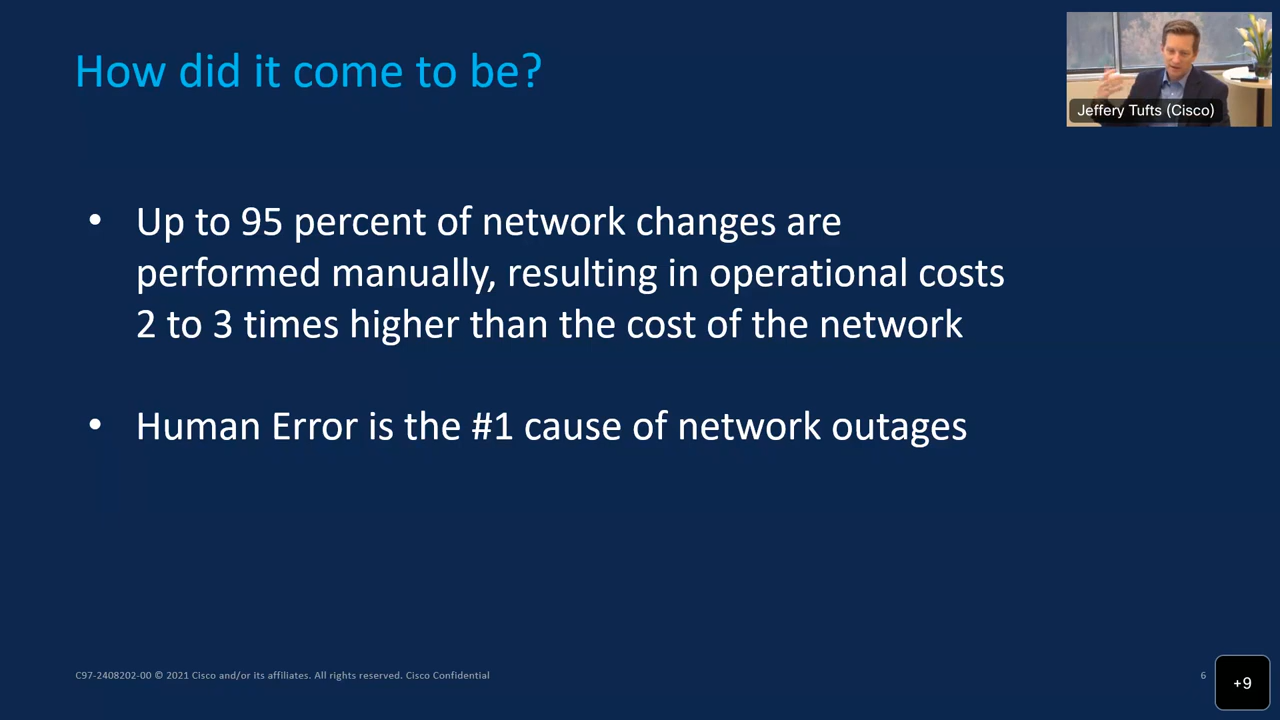 How did it come to be?
Jeffery Tufts (Cisco)
• Up to 95 percent of network changes are
performed manually, resulting in operational costs
2 to 3 times higher than the cost of the network
• Human Error is the #1 cause of network outages
C97-2408202-00 © 2021 Cisco and/or its affiliates. All rights reserved. Cisco Confidential
6
+9